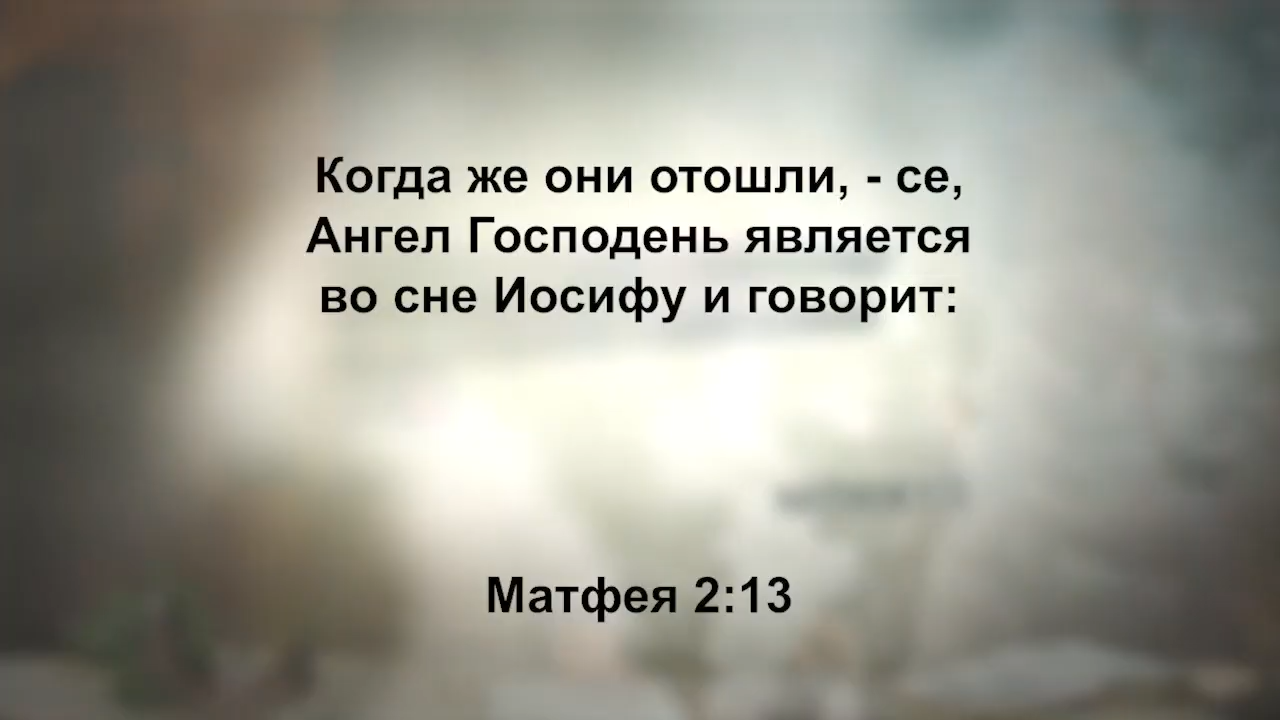 Когда же они отошли, - се,
Ангел Господень является
во сне Иосифу и говорит:
Матфея 2:13